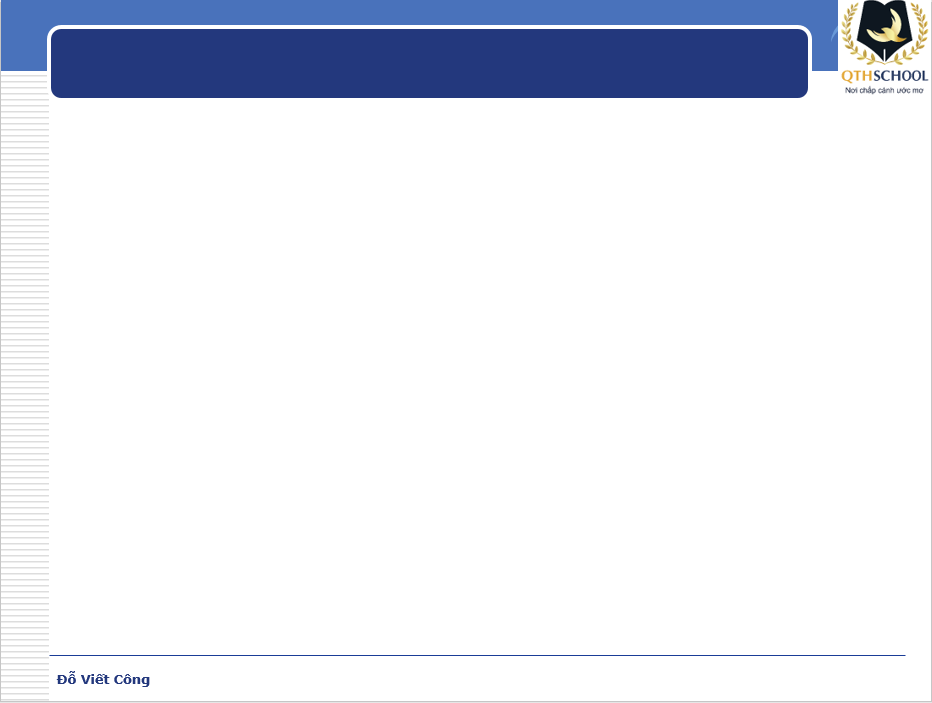 QTHSCHOOL
Nơi chắp cánh ước mơ
Đỗ Viết Công